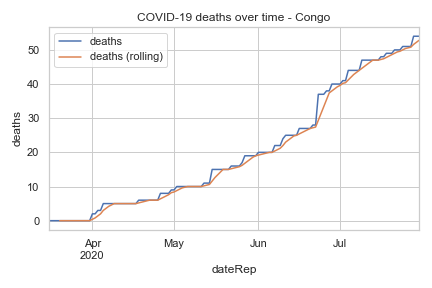 COVID-19 deaths over time - Congo
deaths
deaths (rolling)
deaths
50
40
30
20
10
0
Apr
2020
May
Jun
Jul
dateRep